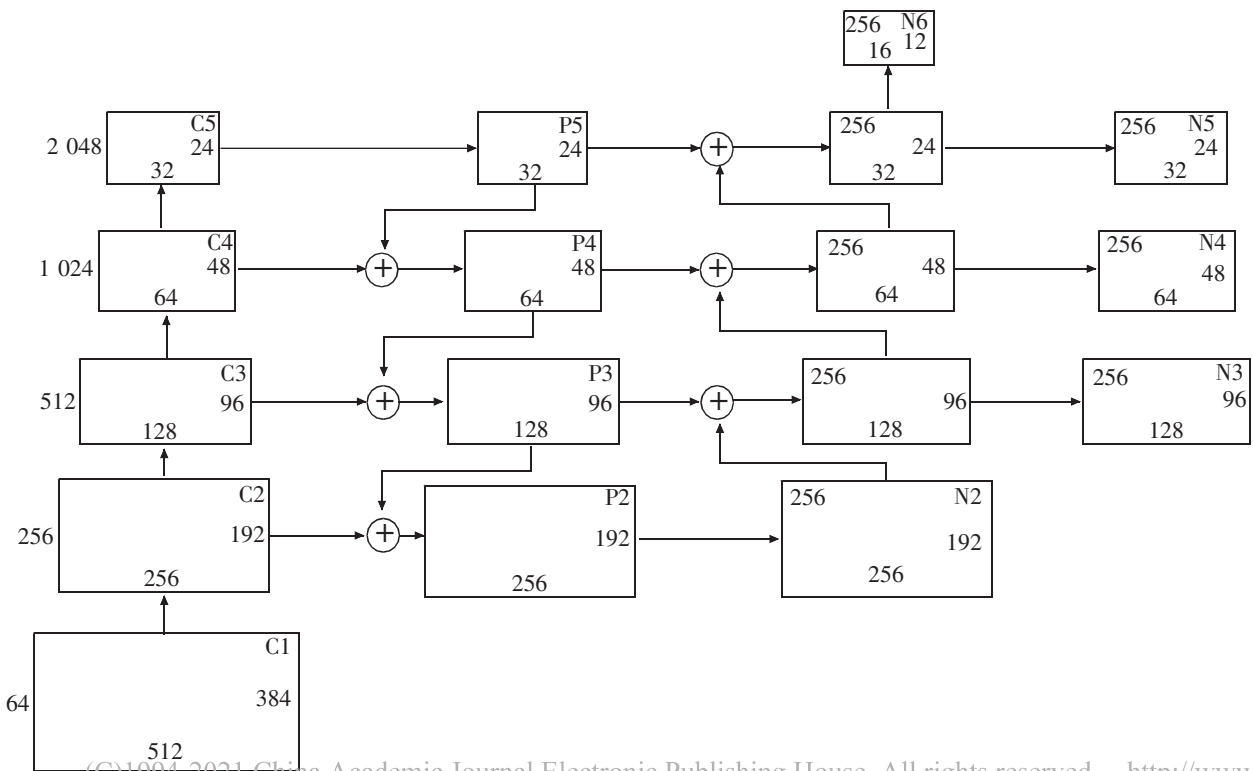 256 N6
16 12
C5
2 048 24
32
P5
24
32
256
24
32
256 N5
24
32
C4
1 024 48
64
P4
48
64
256
48
64
256 N4
48
64
C3
512 96
128
P3
96
128
256
96
128
256 N3
96
128
C2
256 192
256
P2
192
256
256 N2
192
256
C1
64 384
512
(C)1994-2021 China Academic Journal Electronic Publishing House. All rights reserved. http://www